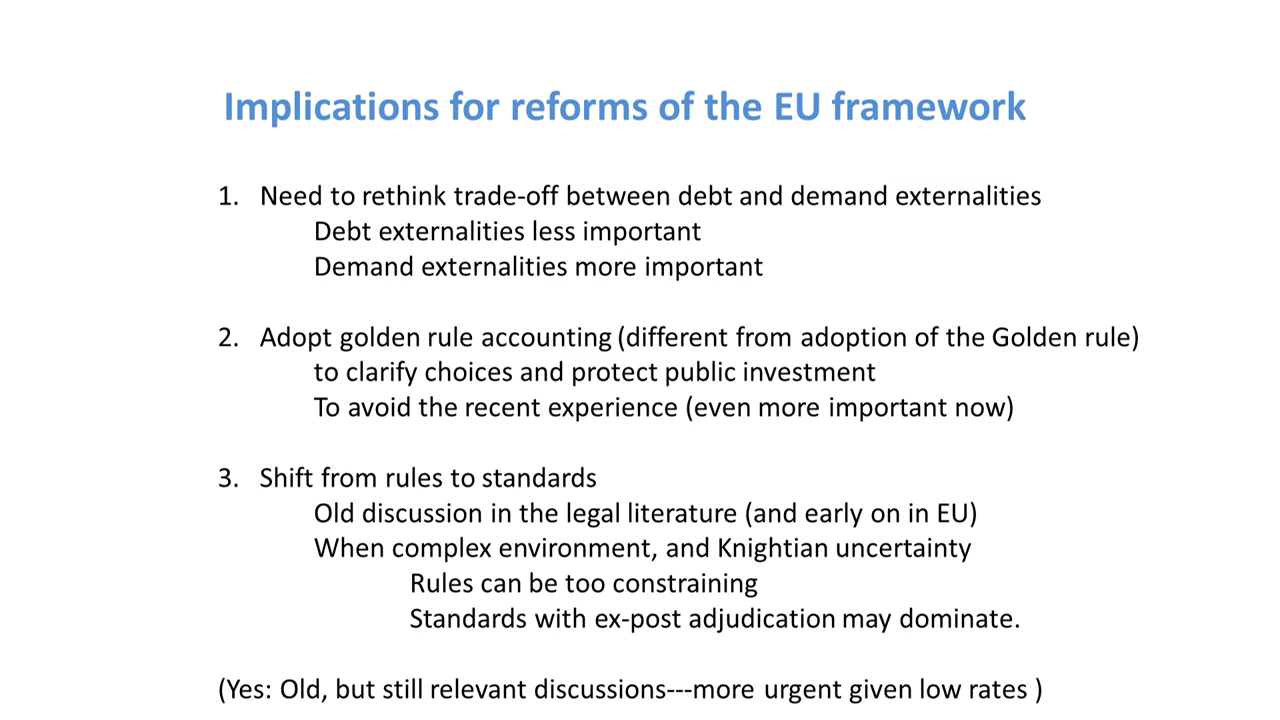 Implications for reforms of the EU framework
1. Need to rethink trade-off between debt and demand externalities
Debt externalities less important
Demand externalities more important
2. Adopt golden rule accounting (different from adoption of the Golden rule)
to clarify choices and protect public investment
To avoid the recent experience (even more important now)
3. Shift from rules to standards
Old discussion in the legal literature (and early on in EU)
When complex environment, and Knightian uncertainty
Rules can be too constraining
Standards with ex-post adjudication may dominate.
(Yes: Old, but still relevant discussions---more urgent given low rates )